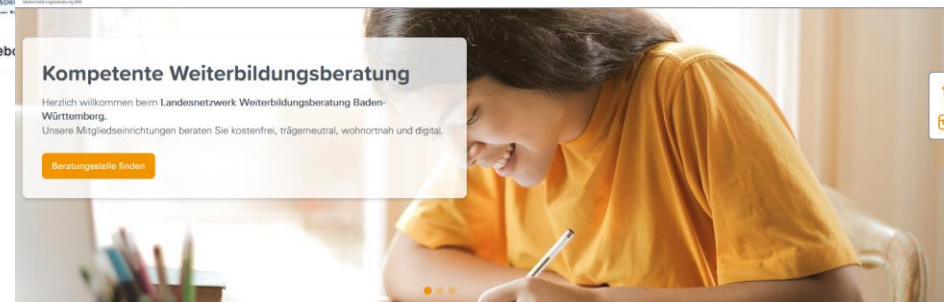 Kompetente Weiterbildungsberatung
Herzlich willkommen beim Landesnetzwerk Weiterbildungsberatung Baden-
Württemberg.
Unsere Mitgliedseinrichtungen beraten Sie kostenfrei, trägerneutral, wohnortnah und digital.
Beratungsstelle finden